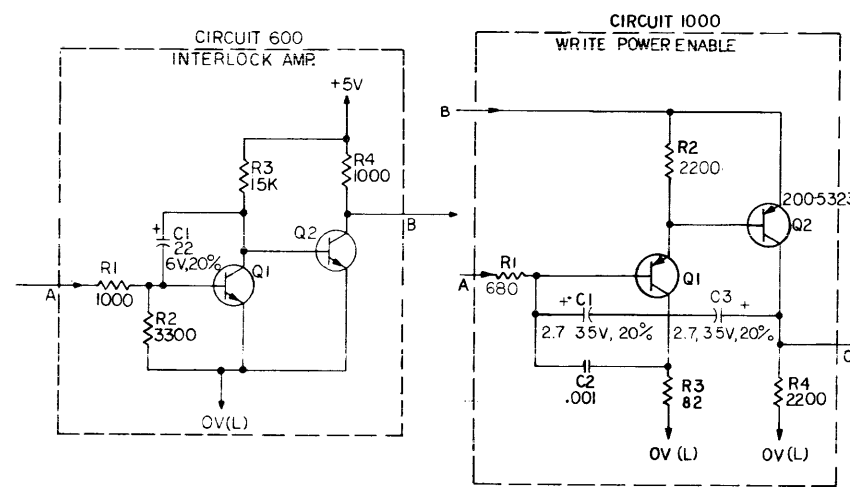 CIRCUIT 600
INTERLOCK AMP.
+5V
R3
15K
R4
1000
+
C1
22
6V,20%
Q2
B
R1
A
1000
Q1
R2
3300
0V(L)
CIRCUIT 1000
WRITE POWER ENABLE
B
R2
2200
200-5323
Q2
R1
A
680
Q1
+ C1
C3 +
2.7 35V, 20%
2.7, 35V, 20%
C
C2
.001
R3
82
R4
2200
0V (L)
0V (L)